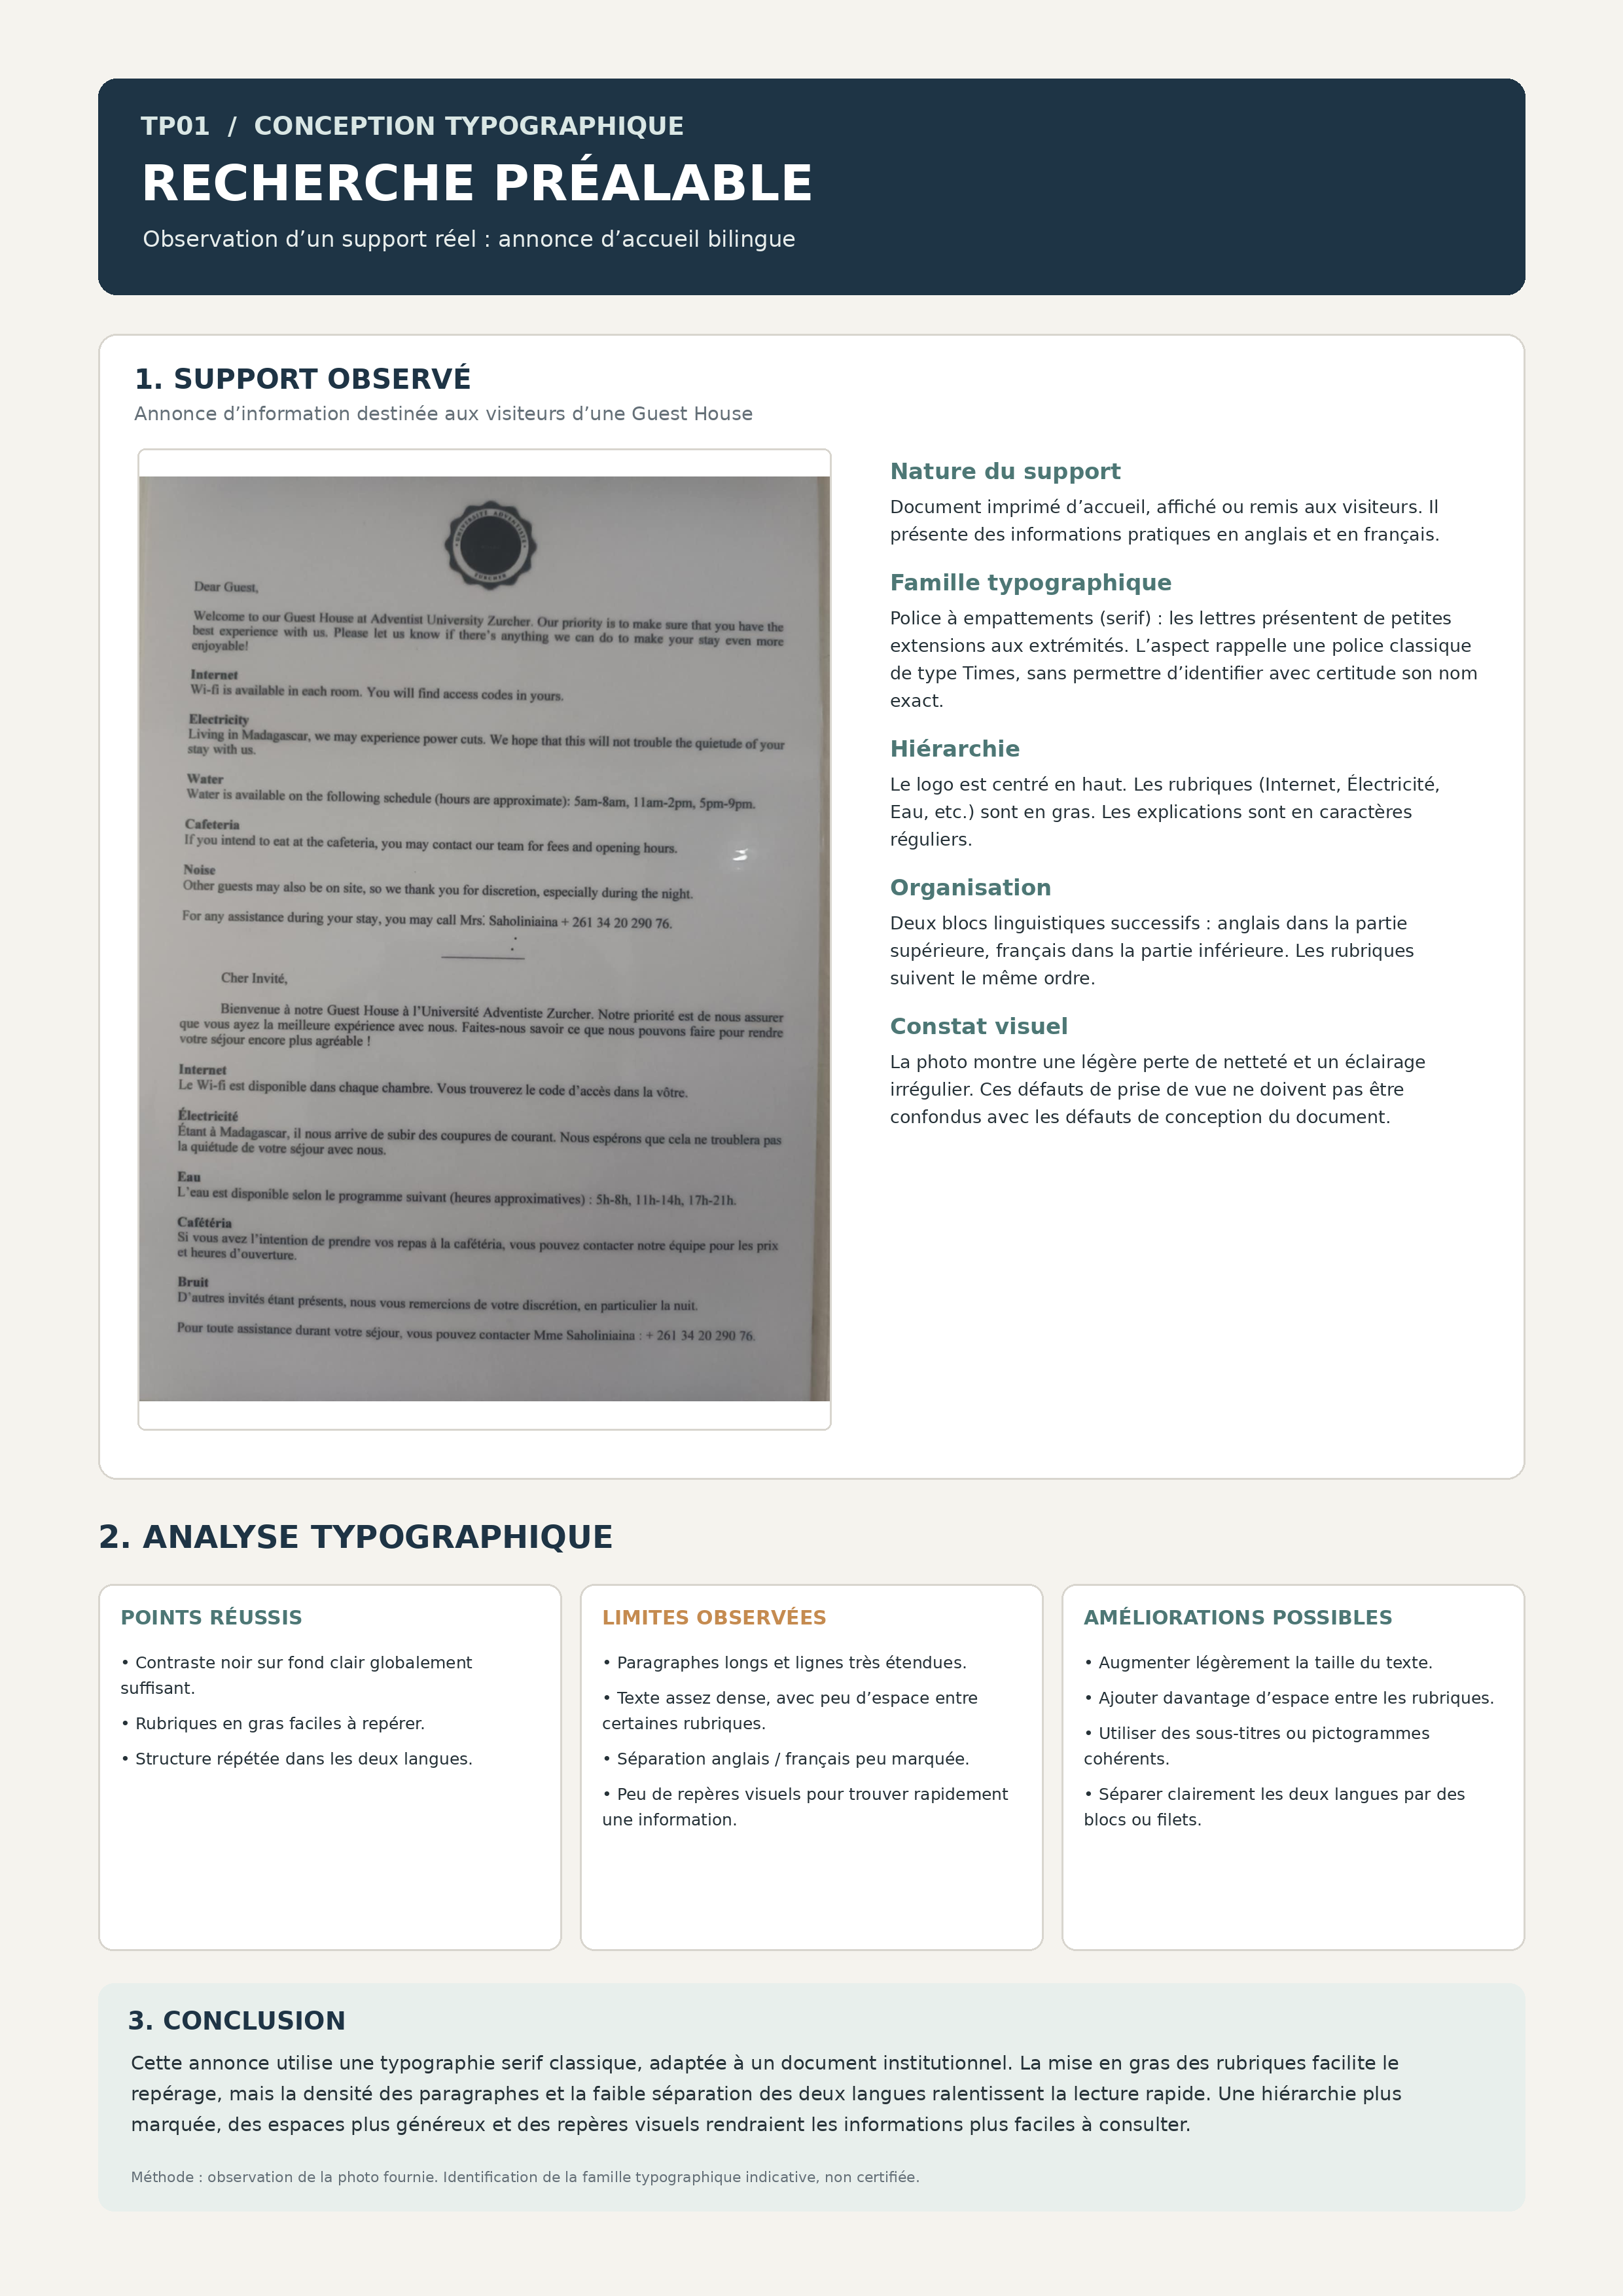 TP01 / CONCEPTION TYPOGRAPHIQUE
RECHERCHE PRÉALABLE
Observation d’un support réel : annonce d’accueil bilingue
1. SUPPORT OBSERVÉ
Annonce d’information destinée aux visiteurs d’une Guest House
UNIVERSITÉ ADVENTISTE
ZURCHER
Dear Guest,
Welcome to our Guest House at Adventist University Zurcher. Our priority is to make sure that you have the
best experience with us. Please let us know if there’s anything we can do to make your stay even more
enjoyable!
Internet
Wi-fi is available in each room. You will find access codes in yours.
Electricity
Living in Madagascar, we may experience power cuts. We hope that this will not trouble the quietude of your
stay with us.
Water
Water is available on the following schedule (hours are approximate): 5am-8am, 11am-2pm, 5pm-9pm.
Cafeteria
If you intend to eat at the cafeteria, you may contact our team for fees and opening hours.
Noise
Other guests may also be on site, so we thank you for discretion, especially during the night.
For any assistance during your stay, you may call Mrs. Saholiniaina + 261 34 20 290 76.
Cher Invité,
Bienvenue à notre Guest House à l’Université Adventiste Zurcher. Notre priorité est de nous assurer
que vous ayez la meilleure expérience avec nous. Faites-nous savoir ce que nous pouvons faire pour rendre
votre séjour encore plus agréable !
Internet
Le Wi-fi est disponible dans chaque chambre. Vous trouverez le code d’accès dans la vôtre.
Électricité
Étant à Madagascar, il nous arrive de subir des coupures de courant. Nous espérons que cela ne troublera pas
la quiétude de votre séjour avec nous.
Eau
L’eau est disponible selon le programme suivant (heures approximatives) : 5h-8h, 11h-14h, 17h-21h.
Cafétéria
Si vous avez l’intention de prendre vos repas à la cafétéria, vous pouvez contacter notre équipe pour les prix
et heures d’ouverture.
Bruit
D’autres invités étant présents, nous vous remercions de votre discrétion, en particulier la nuit.
Pour toute assistance durant votre séjour, vous pouvez contacter Mme Saholiniaina : + 261 34 20 290 76.
Nature du support
Document imprimé d’accueil, affiché ou remis aux visiteurs. Il
présente des informations pratiques en anglais et en français.
Famille typographique
Police à empattements (serif) : les lettres présentent de petites
extensions aux extrémités. L’aspect rappelle une police classique
de type Times, sans permettre d’identifier avec certitude son nom
exact.
Hiérarchie
Le logo est centré en haut. Les rubriques (Internet, Électricité,
Eau, etc.) sont en gras. Les explications sont en caractères
réguliers.
Organisation
Deux blocs linguistiques successifs : anglais dans la partie
supérieure, français dans la partie inférieure. Les rubriques
suivent le même ordre.
Constat visuel
La photo montre une légère perte de netteté et un éclairage
irrégulier. Ces défauts de prise de vue ne doivent pas être
confondus avec les défauts de conception du document.
2. ANALYSE TYPOGRAPHIQUE
POINTS RÉUSSIS
• Contraste noir sur fond clair globalement
suffisant.
• Rubriques en gras faciles à repérer.
• Structure répétée dans les deux langues.
LIMITES OBSERVÉES
• Paragraphes longs et lignes très étendues.
• Texte assez dense, avec peu d’espace entre
certaines rubriques.
• Séparation anglais / français peu marquée.
• Peu de repères visuels pour trouver rapidement
une information.
AMÉLIORATIONS POSSIBLES
• Augmenter légèrement la taille du texte.
• Ajouter davantage d’espace entre les rubriques.
• Utiliser des sous-titres ou pictogrammes
cohérents.
• Séparer clairement les deux langues par des
blocs ou filets.
3. CONCLUSION
Cette annonce utilise une typographie serif classique, adaptée à un document institutionnel. La mise en gras des rubriques facilite le
repérage, mais la densité des paragraphes et la faible séparation des deux langues ralentissent la lecture rapide. Une hiérarchie plus
marquée, des espaces plus généreux et des repères visuels rendraient les informations plus faciles à consulter.
Méthode : observation de la photo fournie. Identification de la famille typographique indicative, non certifiée.